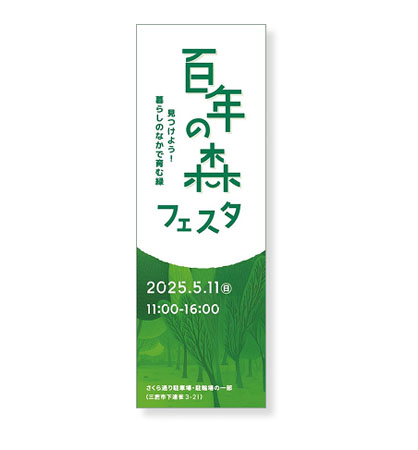 百年の森
フェスタ
見つけよう！
暮らしのなかで育む緑
2025.5.11㊐
11:00-16:00
さくら通り駐車場・駐輪場の一部
（三鷹市下連雀3-21）